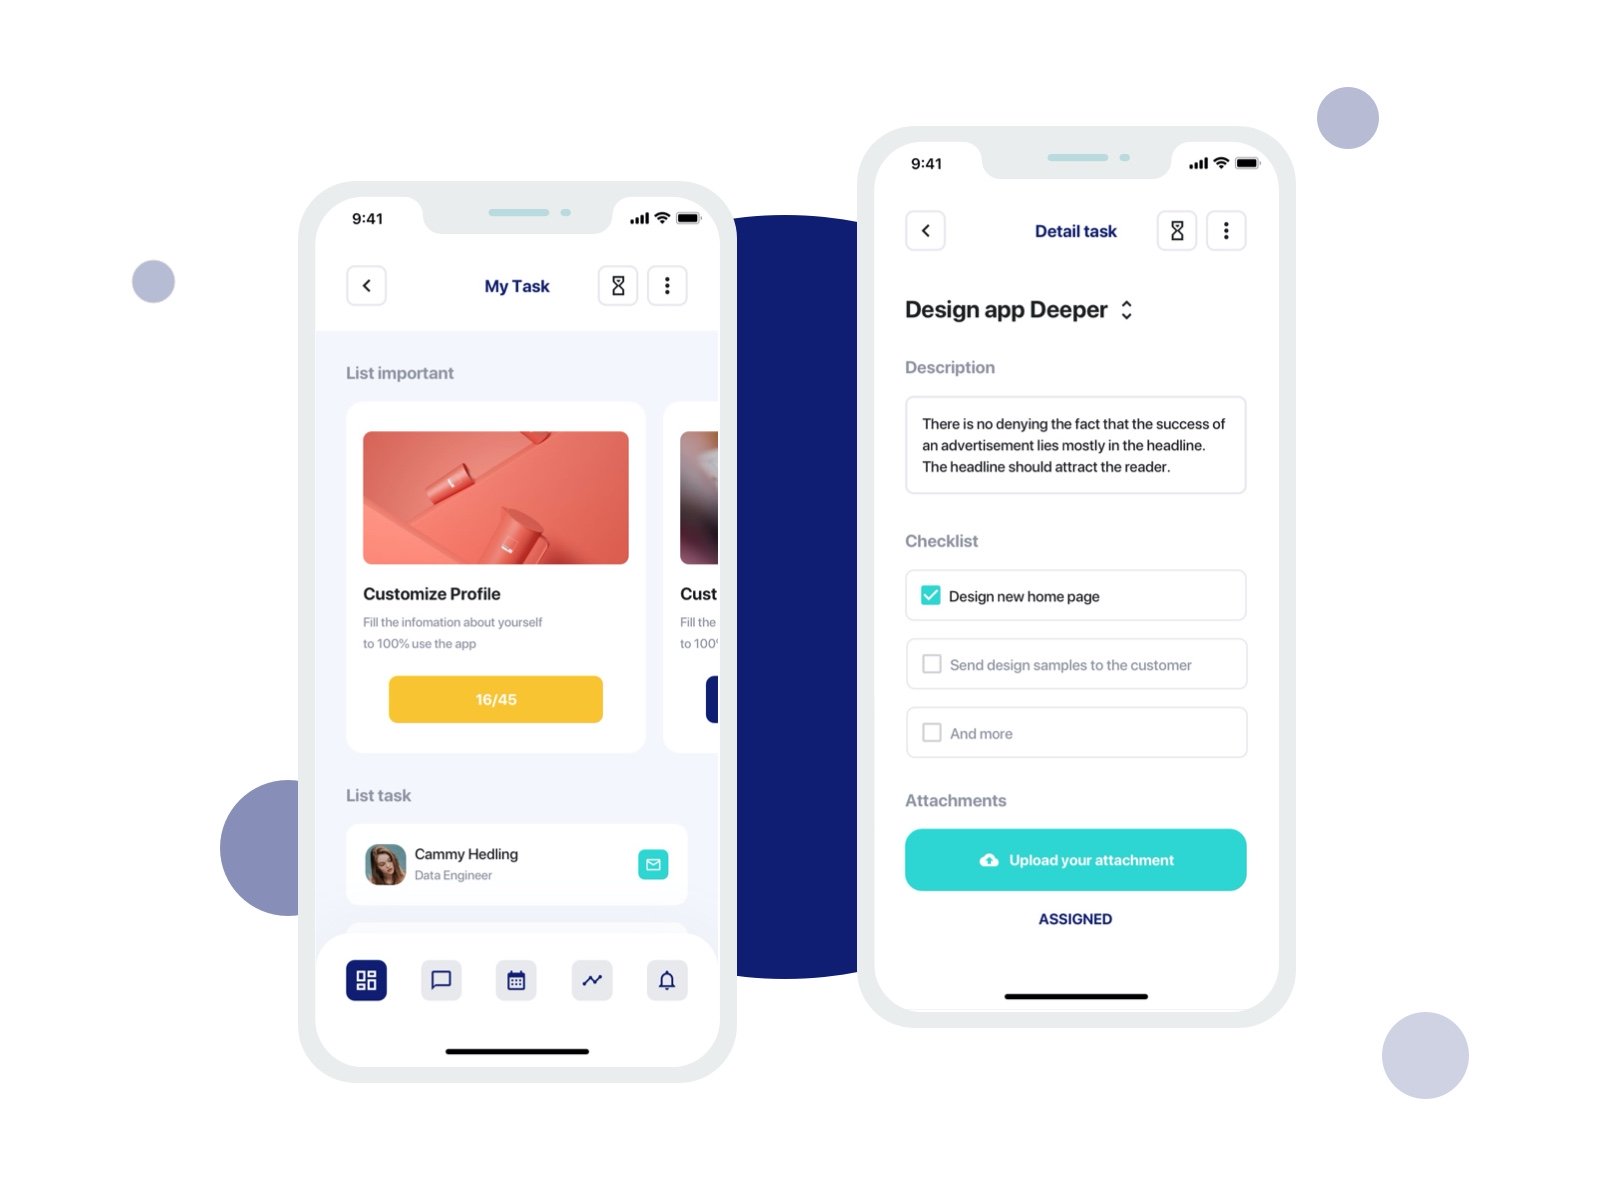 9:41
My Task
List important
Customize Profile
Fill the infomation about yourself
to 100% use the app
16/45
Cust
Fill the
to 100%
List task
Cammy Hedling
Data Engineer
9:41
Detail task
Design app Deeper
Description
There is no denying the fact that the success of
an advertisement lies mostly in the headline.
The headline should attract the reader.
Checklist
Design new home page
Send design samples to the customer
And more
Attachments
Upload your attachment
ASSIGNED